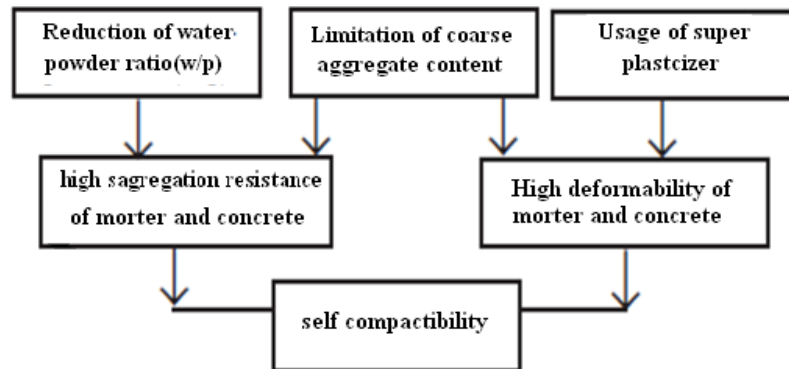 Reduction of water
powder ratio(w/p)
Limitation of coarse
aggregate content
Usage of super
plastcizer
high sagregation resistance
of morter and concrete
High deformability of
morter and concrete
self compactibility